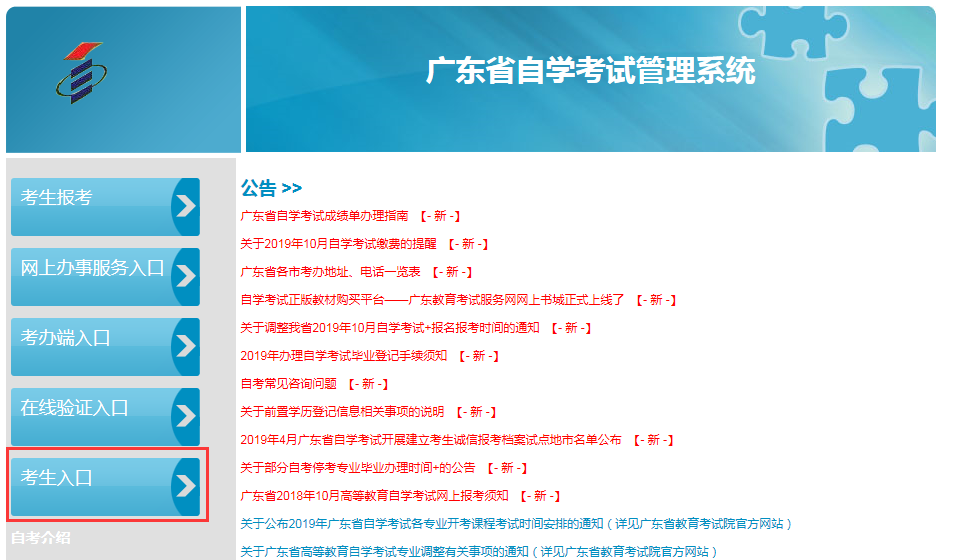 广东省自学考试管理系统
考生报考
网上办事服务入口
考办端入口
在线验证入口
考生入口
自考介绍
公告 >>
广东省自学考试成绩单办理指南 【- 新 -】
关于2019年10月自学考试缴费的提醒 【- 新 -】
广东省各市考办地址、电话一览表 【- 新 -】
自学考试正版教材购买平台——广东教育考试服务网网上书城正式上线了 【- 新 -】
关于调整我省2019年10月自学考试+报名报考时间的通知 【- 新 -】
2019年办理自学考试毕业登记手续须知 【- 新 -】
自考常见咨询问题 【- 新 -】
关于前置学历登记信息相关事项的说明 【- 新 -】
2019年4月广东省自学考试开展建立考生诚信报考档案试点地市名单公布 【- 新 -】
关于部分自考停考专业毕业办理时间+的公告 【- 新 -】
广东省2018年10月高等教育自学考试网上报考须知 【- 新 -】
关于公布2019年广东省自学考试各专业开考课程考试时间安排的通知（详见广东省教育考试院官方网站）
关于广东省高等教育自学考试专业调整有关事项的通知（详见广东省教育考试院官方网站）